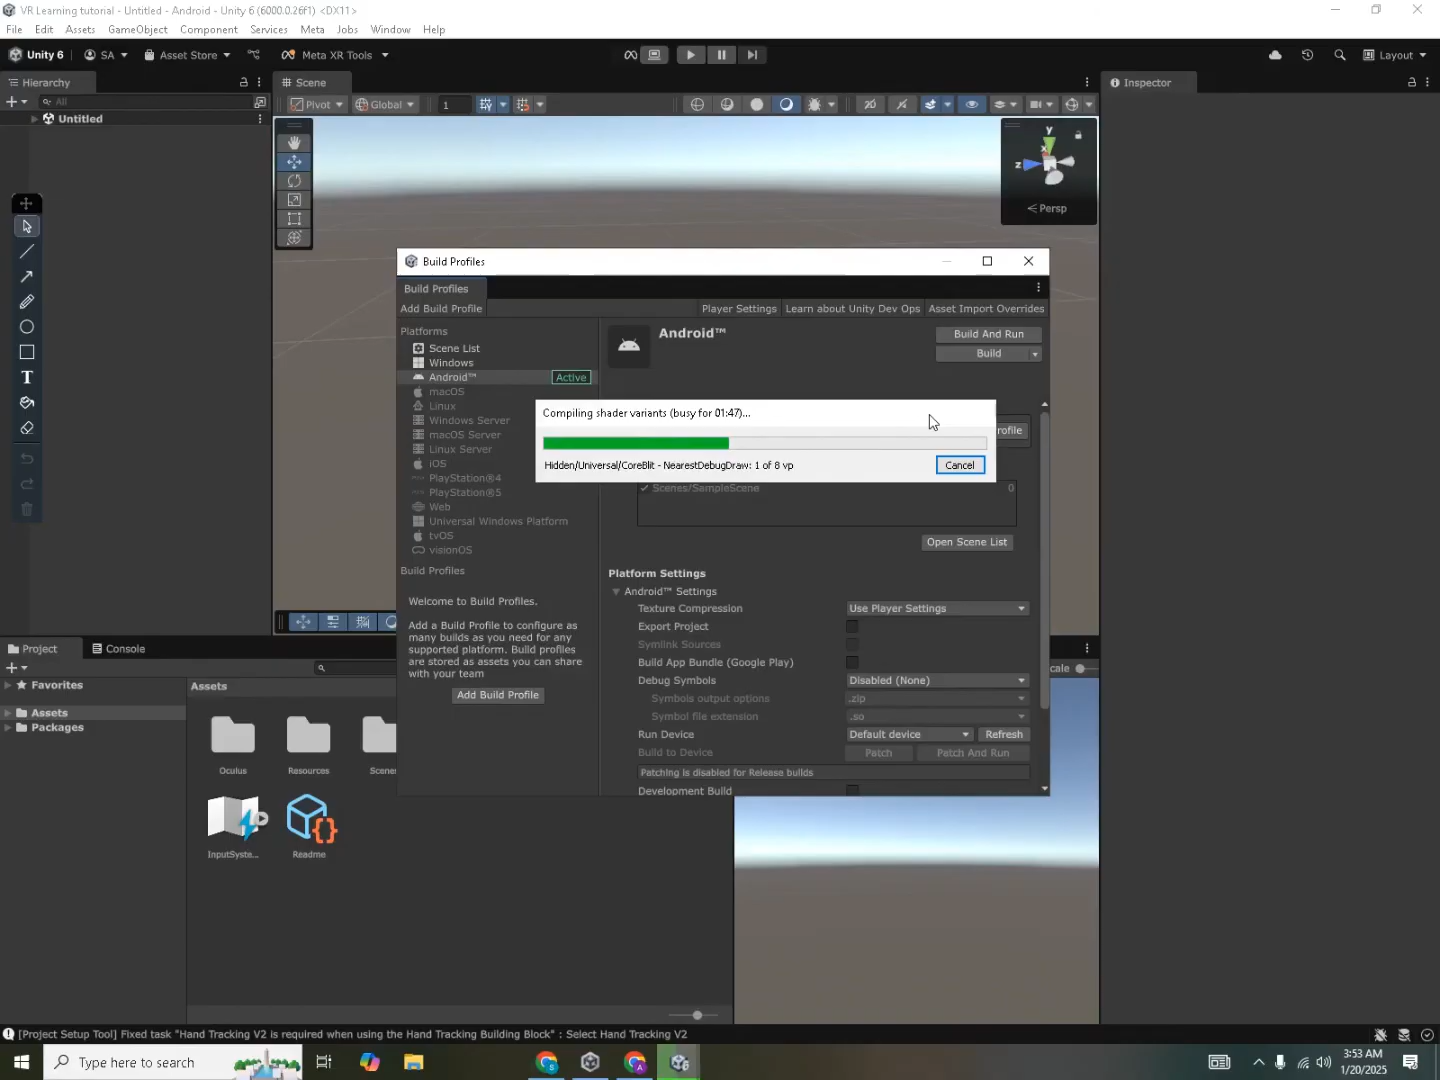 VR Learning tutorial - Untitled - Android - Unity 6 (6000.0.26f1) <DX11>
File Edit Assets GameObject Component Services Meta Jobs Window Help
Unity 6 SA Asset Store Meta XR Tools Layout
Hierarchy
Scene
Inspector
All
Pivot Global 1 2D
Untitled
y
x
z
Persp
Build Profiles
Build Profiles
Add Build Profile Player Settings Learn about Unity Dev Ops Asset Import Overrides
Platforms
Scene List
Windows
Android™ Active
macOS
Linux
Windows Server
macOS Server
Linux Server
iOS
PlayStation®4
PlayStation®5
Web
Universal Windows Platform
tvOS
visionOS
Build Profiles
Welcome to Build Profiles.
Add a Build Profile to configure as
many builds as you need for any
supported platform. Build profiles
are stored as assets you can share
with your team
Add Build Profile
Android™
Build And Run
Build
rofile
Compiling shader variants (busy for 01:47)...
Hidden/Universal/CoreBlit - NearestDebugDraw: 1 of 8 vp
Cancel
Scenes/SampleScene 0
Open Scene List
Platform Settings
Android™ Settings
Texture Compression Use Player Settings
Export Project
Symlink Sources
Build App Bundle (Google Play)
Debug Symbols Disabled (None)
Symbols output options .zip
Symbol file extension .so
Run Device Default device Refresh
Build to Device Patch Patch And Run
Patching is disabled for Release builds
Development Build
T
Project Console
cale
Favorites
Assets
Packages
Assets
Oculus
Resources
Scenes
InputSyste...
Readme
[Project Setup Tool] Fixed task "Hand Tracking V2 is required when using the Hand Tracking Building Block" : Select Hand Tracking V2
Type here to search
3:53 AM
1/20/2025